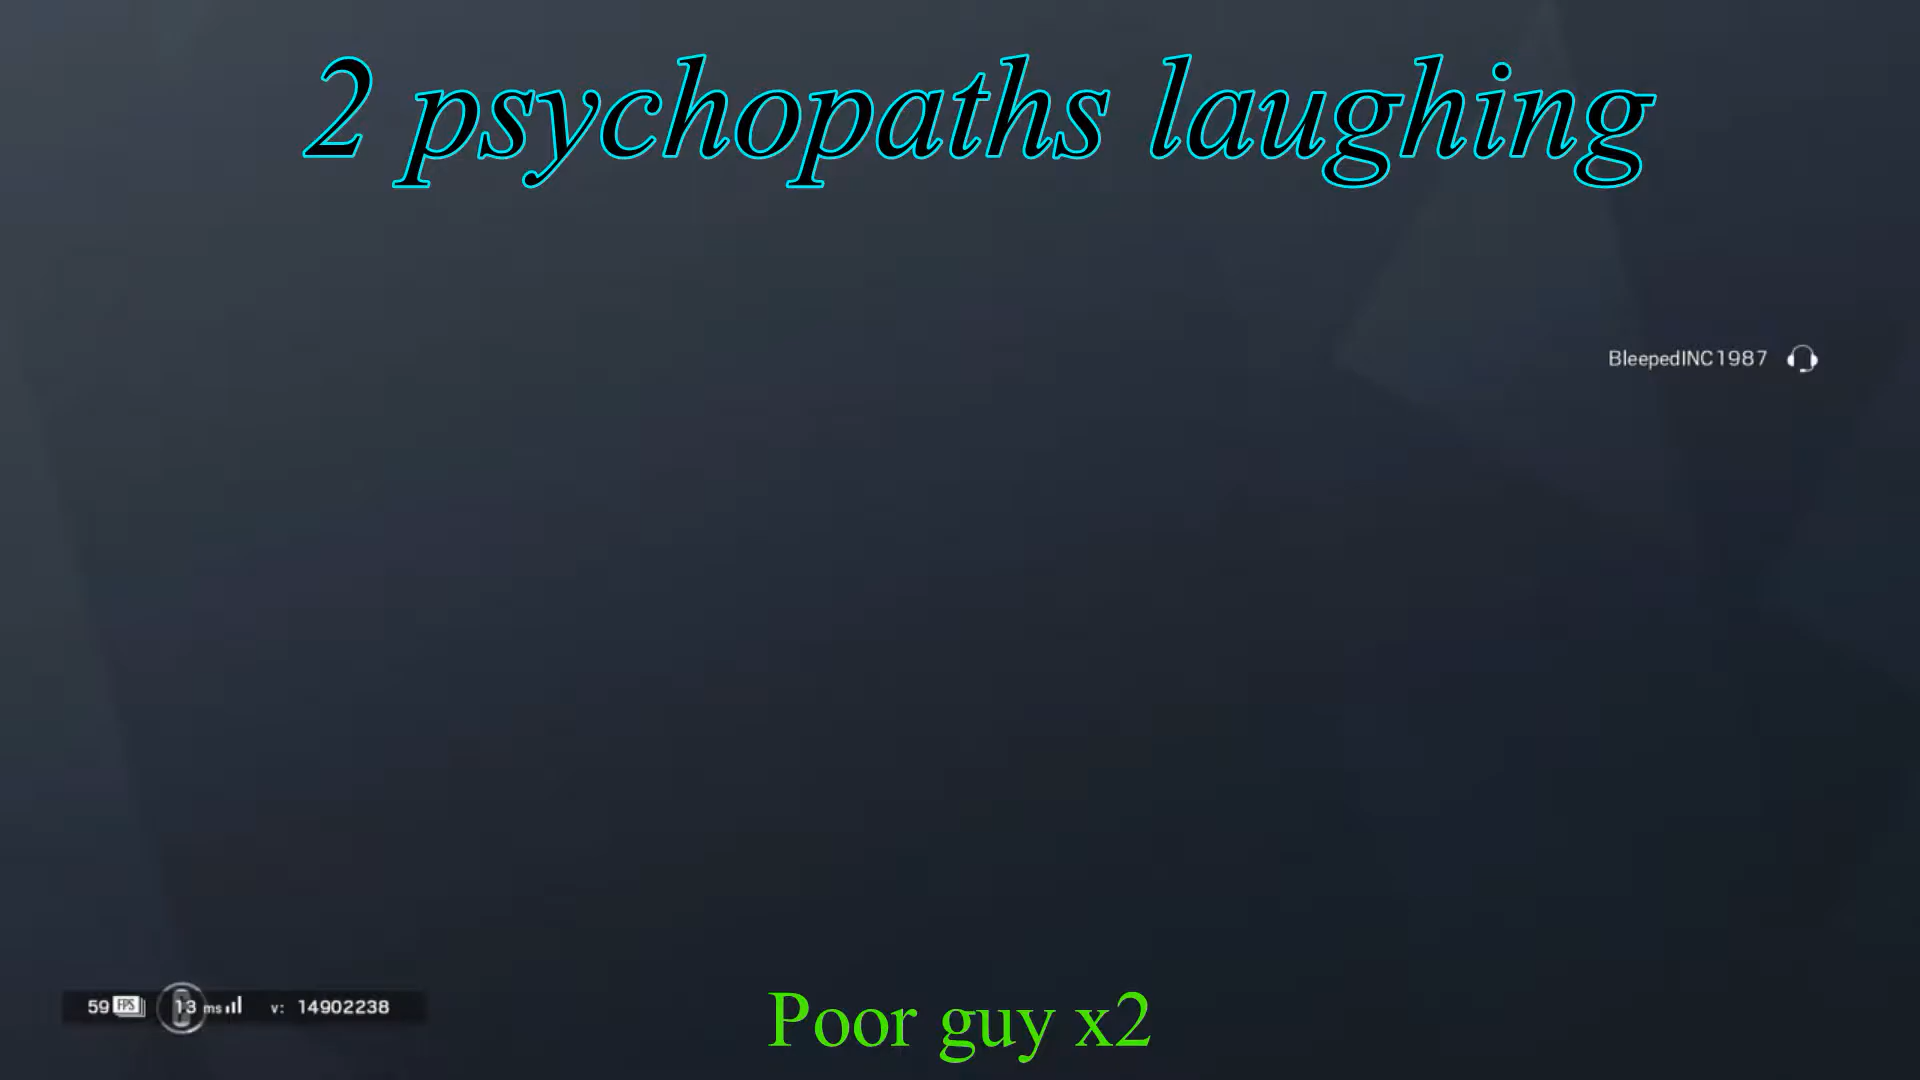 2 psychopaths laughing
BleepedINC1987
59 FPS 13 ms v: 14902238
Poor guy x2